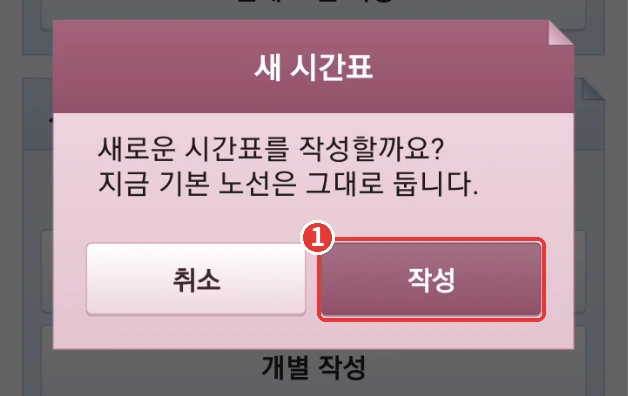 새 시간표
새로운 시간표를 작성할까요?
지금 기본 노선은 그대로 둡니다.
1
취소
작성
개별 작성